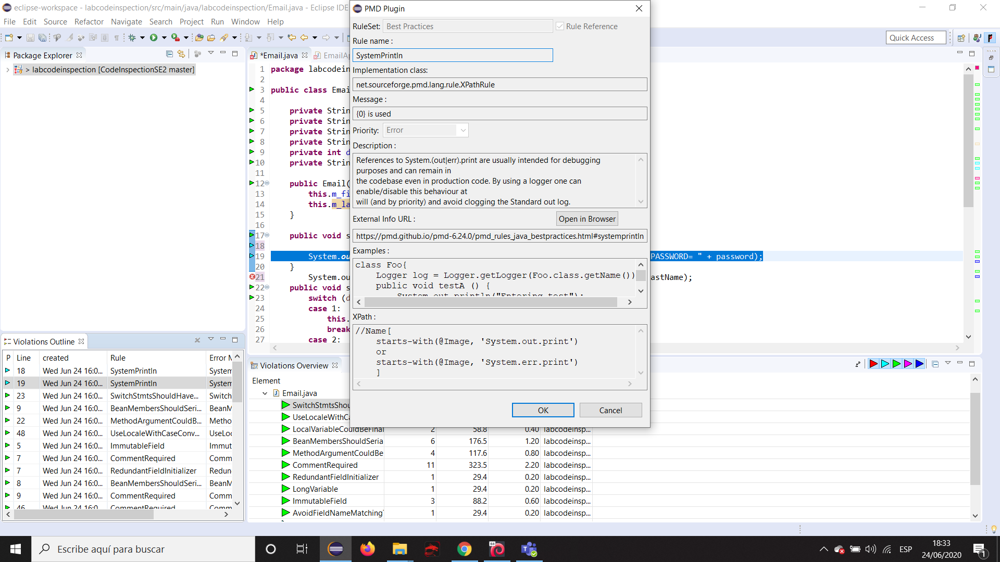 eclipse-workspace - labcodeinspection/src/main/java/labcodeinspection/Email.java - Eclipse IDE
File Edit Source Refactor Navigate Search Project Run Window Help
Quick Access
Package Explorer
> labcodeinspection [CodeInspectionSE2 master]
*Email.java
EmailA
1 package labcodein
2
3 public class Emai
4
5 private Strin
6 private Strin
7 private Strin
8 private Strin
9 private int d
10 private Strin
11
12 public Email(
13 this.m_fi
14 this.m_la
15 }
16
17 public void s
18
19 System.ou PASSWORD= " + password);
20 }
21 System.ou astName);
22 public void s
23 switch (d
24 case 1:
25 this.
26 break
27 case 2:
PMD Plugin
RuleSet: Best Practices Rule Reference
Rule name :
SystemPrintln
Implementation class:
net.sourceforge.pmd.lang.rule.XPathRule
Message :
{0} is used
Priority: Error
Description :
References to System.(out|err).print are usually intended for debugging
purposes and can remain in
the codebase even in production code. By using a logger one can
enable/disable this behaviour at
will (and by priority) and avoid clogging the Standard out log.
External Info URL :
Open in Browser
https://pmd.github.io/pmd-6.24.0/pmd_rules_java_bestpractices.html#systemprintln
Examples :
class Foo{
Logger log = Logger.getLogger(Foo.class.getName())
public void testA () {
System.out.println("Entering test");
XPath :
//Name[
starts-with(@Image, 'System.out.print')
or
starts-with(@Image, 'System.err.print')
]
OK Cancel
Violations Outline
P Line created Rule Error M
18 Wed Jun 24 16:0... SystemPrintln System
19 Wed Jun 24 16:0... SystemPrintln System
23 Wed Jun 24 16:0... SwitchStmtsShouldHave... Switch
9 Wed Jun 24 16:0... BeanMembersShouldSeri... BeanM
22 Wed Jun 24 16:0... MethodArgumentCouldB... Metho
48 Wed Jun 24 16:0... UseLocaleWithCaseConv... UseLoc
5 Wed Jun 24 16:0... ImmutableField Immut
7 Wed Jun 24 16:0... CommentRequired Comm
7 Wed Jun 24 16:0... RedundantFieldInitializer Redun
8 Wed Jun 24 16:0... BeanMembersShouldSeri... BeanM
9 Wed Jun 24 16:0... CommentRequired Comm
46 Wed Jun 24 16:0... CommentRequired Comm
Violations Overview
Element
Email.java
SwitchStmtsShou
UseLocaleWithCa
LocalVariableCouldBeFinal 2 58.8 0.40 labcodeinsp...
BeanMembersShouldSeria 6 176.5 1.20 labcodeinsp...
MethodArgumentCouldBe 4 117.6 0.80 labcodeinsp...
CommentRequired 11 323.5 2.20 labcodeinsp...
RedundantFieldInitializer 1 29.4 0.20 labcodeinsp...
LongVariable 1 29.4 0.20 labcodeinsp...
ImmutableField 3 88.2 0.60 labcodeinsp...
AvoidFieldNameMatching 1 29.4 0.20 labcodeinsp...
Escribe aquí para buscar
64
ESP
18:33
24/06/2020
1